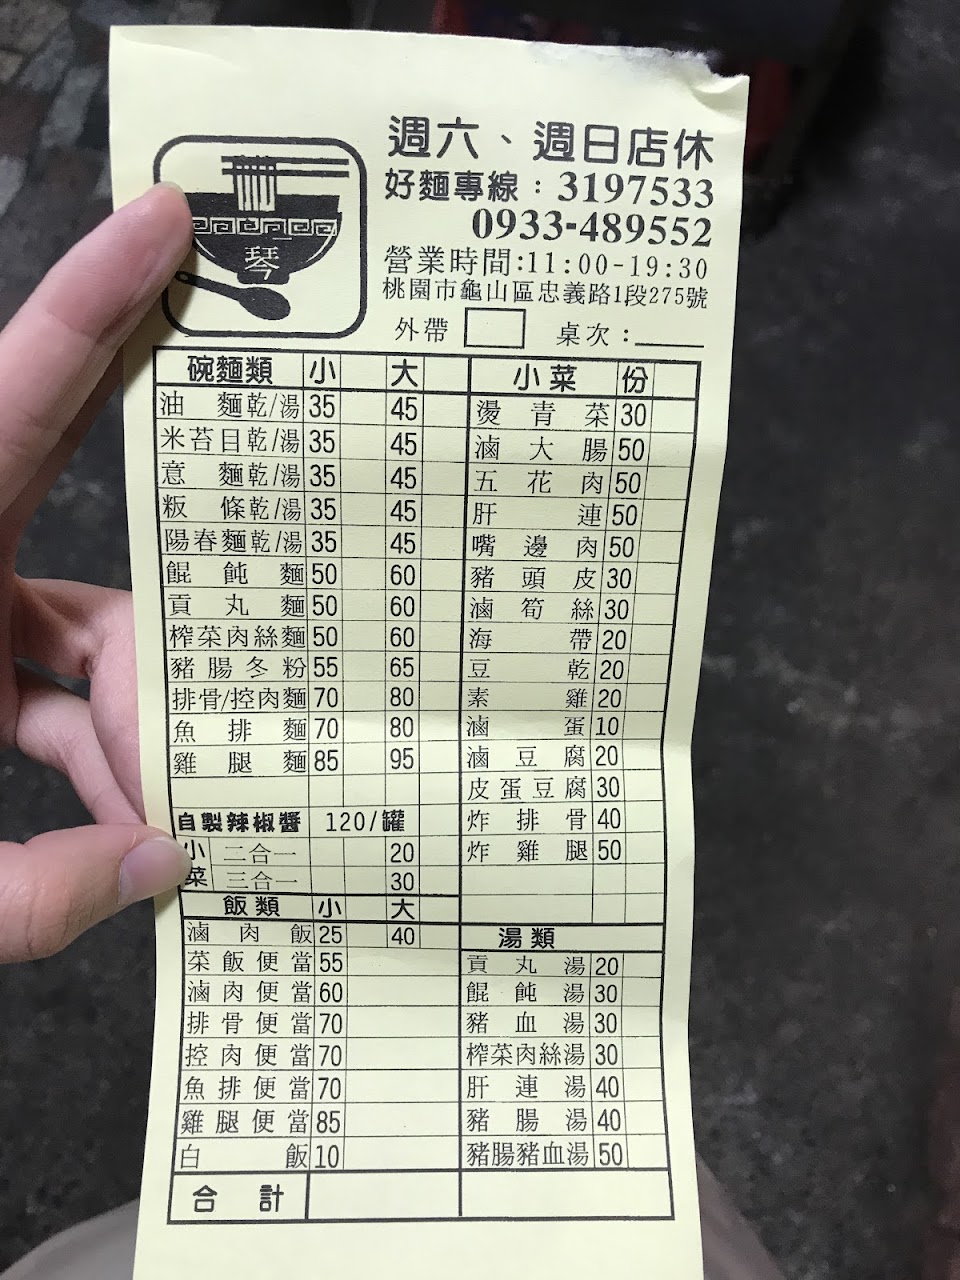 週六、週日店休
好麵專線：3197533
0933-489552
營業時間:11:00-19:30
桃園市龜山區忠義路1段275號
外帶 桌次：
琴
碗麵類 小 大
油麵乾/湯 35 45
米苔目乾/湯 35 45
意麵乾/湯 35 45
粄條乾/湯 35 45
陽春麵乾/湯 35 45
餛飩麵 50 60
貢丸麵 50 60
榨菜肉絲麵 50 60
豬腸冬粉 55 65
排骨/控肉麵 70 80
魚排麵 70 80
雞腿麵 85 95
自製辣椒醬 120/罐
小菜 二合一 20
三合一 30
飯類 小 大
滷肉飯 25 40
菜飯便當 55
滷肉便當 60
排骨便當 70
控肉便當 70
魚排便當 70
雞腿便當 85
白飯 10
合計
小菜 份
燙青菜 30
滷大腸 50
五花肉 50
肝連 50
嘴邊肉 50
豬頭皮 30
滷筍絲 30
海帶 20
豆乾 20
素雞 20
滷蛋 10
滷豆腐 20
皮蛋豆腐 30
炸排骨 40
炸雞腿 50
湯類
貢丸湯 20
餛飩湯 30
豬血湯 30
榨菜肉絲湯 30
肝連湯 40
豬腸湯 40
豬腸豬血湯 50